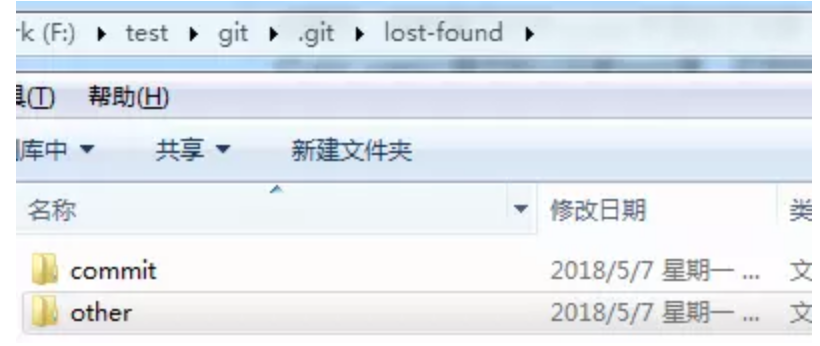 rk (F:) ▸ test ▸ git ▸ .git ▸ lost-found ▸
具(T) 帮助(H)
库中 ▾ 共享 ▾ 新建文件夹
名称 修改日期 类
commit 2018/5/7 星期一 ... 文
other 2018/5/7 星期一 ... 文